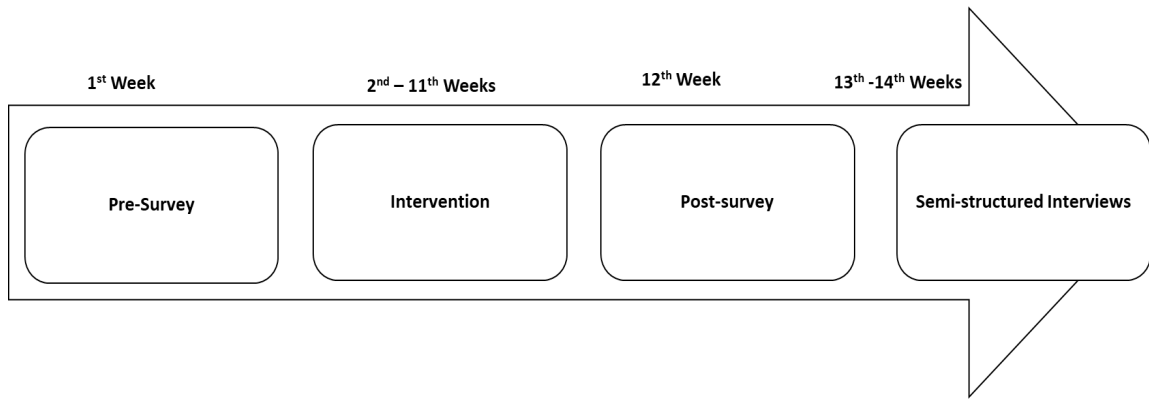 1st Week
2nd – 11th Weeks
12th Week
13th -14th Weeks
Pre-Survey
Intervention
Post-survey
Semi-structured Interviews